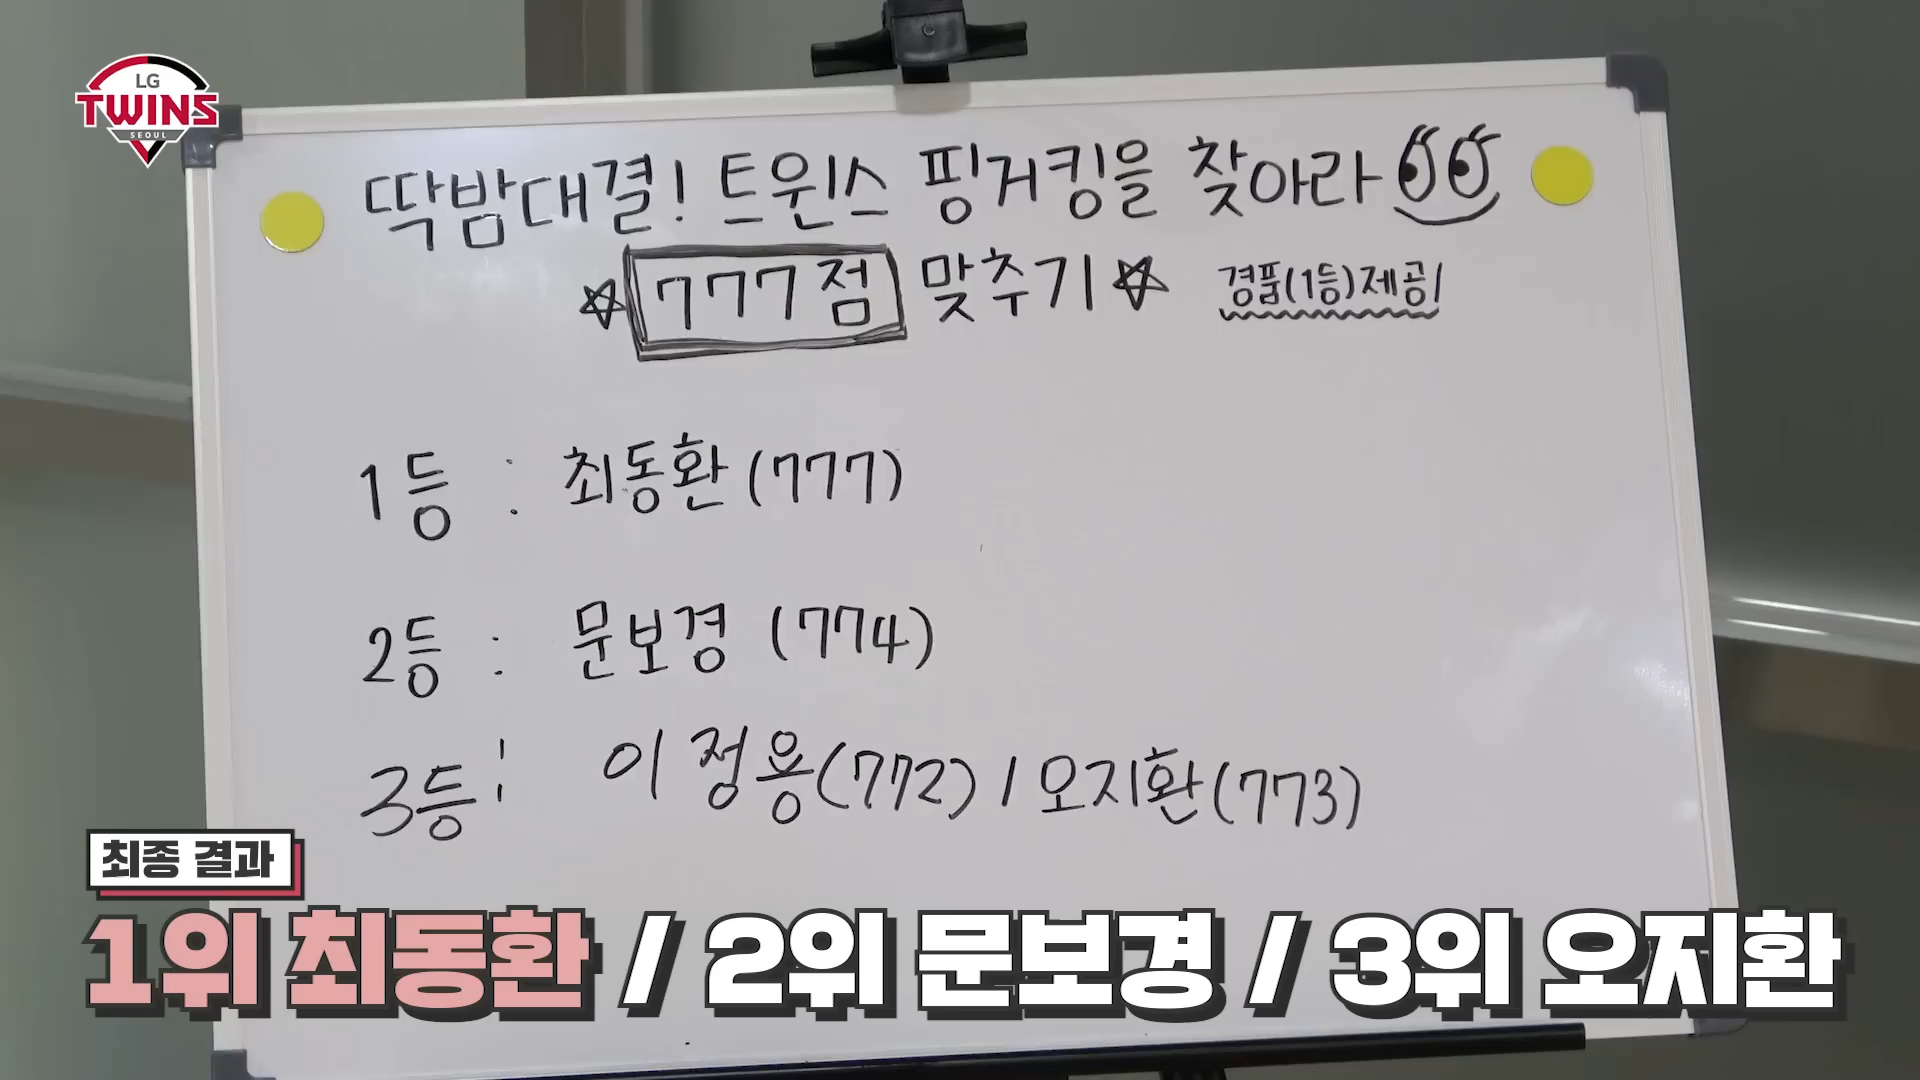 LG
TWINS
SEOUL
딱밤대결! 트윈스 핑거킹을 찾아라
777점 맞추기 경품(1등)제공!
1등 : 최동환(777)
2등 : 문보경 (774)
3등 : 이정용(772) / 오지환(773)
최종 결과
1위 최동환 / 2위 문보경 / 3위 오지환